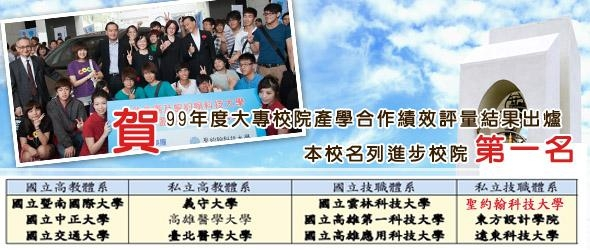 聖約翰科技大學
賀 99年度大專校院產學合作績效評量結果出爐
本校名列進步校院 第一名
國立高教體系 私立高教體系 國立技職體系 私立技職體系
國立暨南國際大學 義守大學 國立雲林科技大學 聖約翰科技大學
國立中正大學 高雄醫學大學 國立高雄第一科技大學 東方設計學院
國立交通大學 臺北醫學大學 國立高雄應用科技大學 遠東科技大學